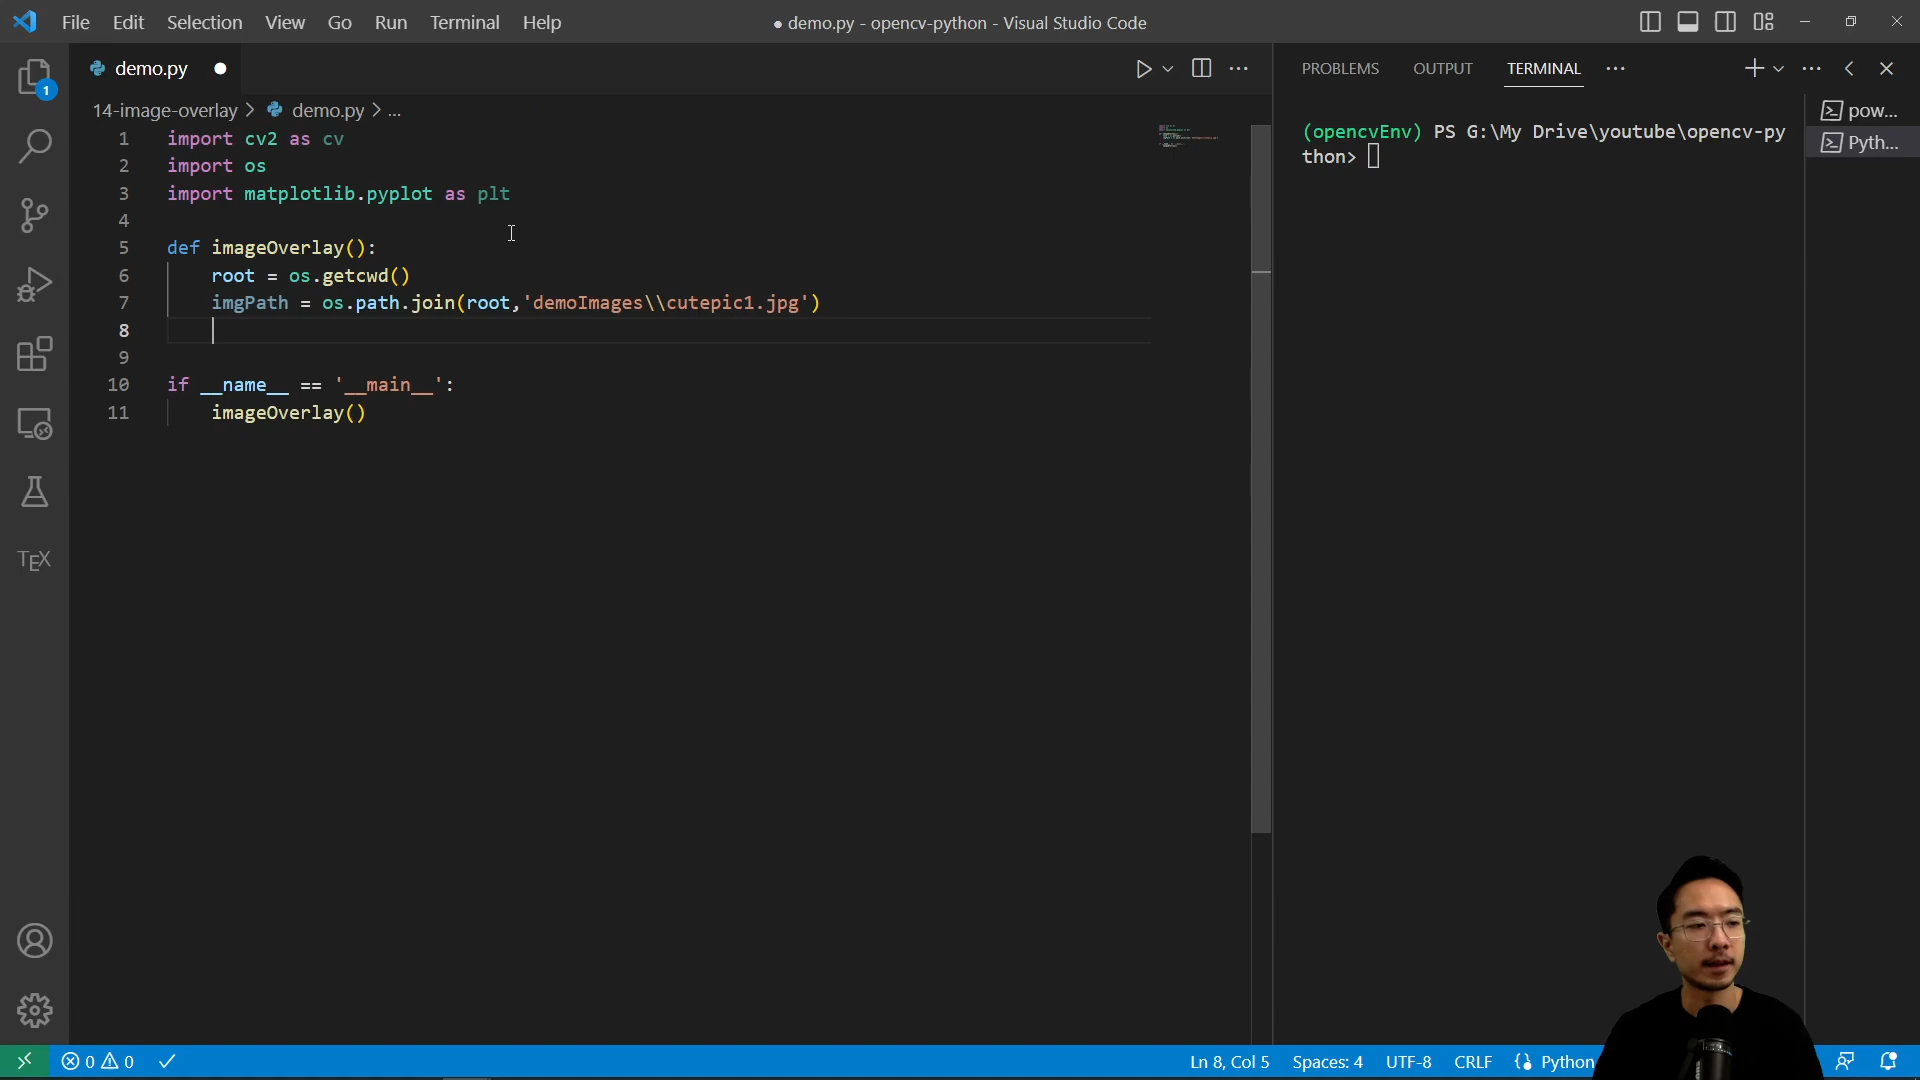 File Edit Selection View Go Run Terminal Help
● demo.py - opencv-python - Visual Studio Code
demo.py
PROBLEMS OUTPUT TERMINAL
14-image-overlay > demo.py > ...
1 import cv2 as cv
2 import os
3 import matplotlib.pyplot as plt
4
5 def imageOverlay():
6 root = os.getcwd()
7 imgPath = os.path.join(root,'demoImages\\cutepic1.jpg')
8
9
10 if __name__ == '__main__':
11 imageOverlay()
(opencvEnv) PS G:\My Drive\youtube\opencv-py
thon>
pow...
Pyth...
1
TEX
0 0
Ln 8, Col 5 Spaces: 4 UTF-8 CRLF Python